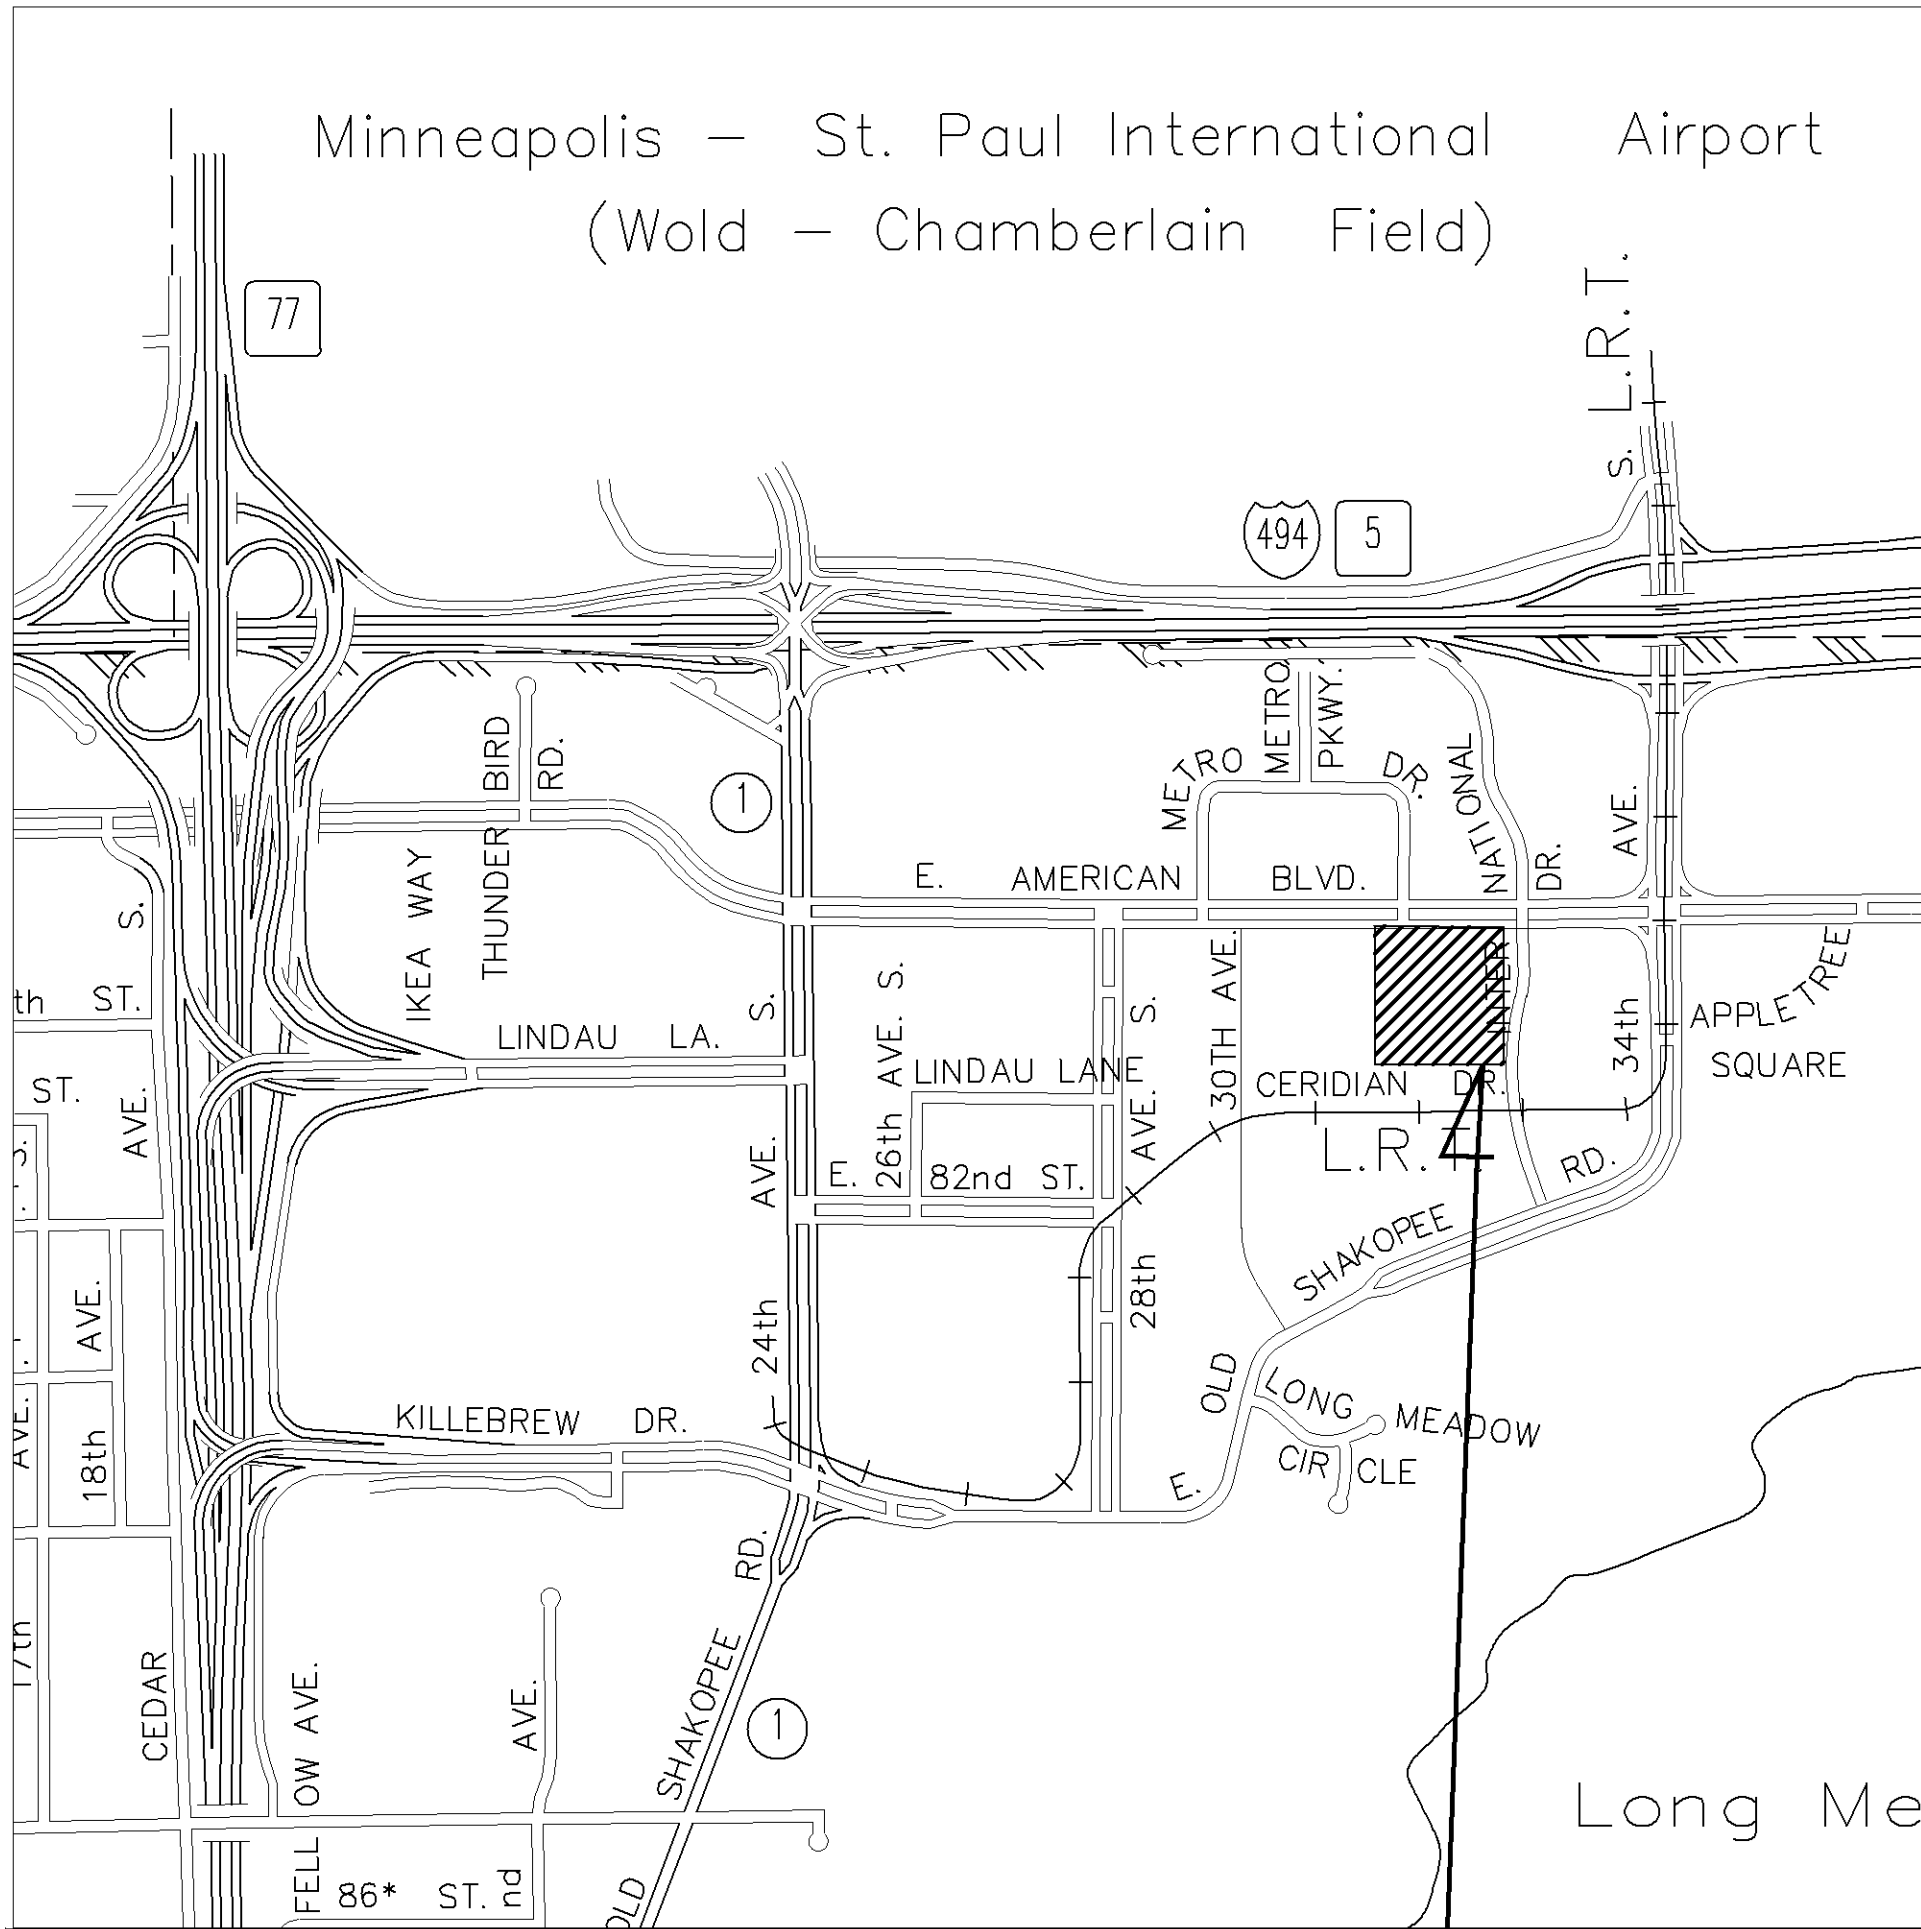 Minneapolis – St. Paul International Airport
(Wold – Chamberlain Field)
77
L.R.T.
S.
494
5
METRO
PKWY.
METRO
DR.
NATIONAL
DR.
INTER
THUNDER BIRD
RD.
1
IKEA WAY
E. AMERICAN BLVD.
34th
AVE.
S.
th ST.
LINDAU LA.
S.
26th AVE. S.
28th AVE. S.
30TH AVE.
APPLETREE
SQUARE
ST.
AVE.
LINDAU LANE
CERIDIAN DR.
L.R.T.
E. 82nd ST.
24th AVE.
SHAKOPEE
RD.
18th AVE.
KILLEBREW DR.
OLD
E.
LONG MEADOW
CIRCLE
AVE.
17th
RD.
SHAKOPEE
OLD
CEDAR
FELL OW AVE.
AVE.
1
Long Me
86* ST.
nd